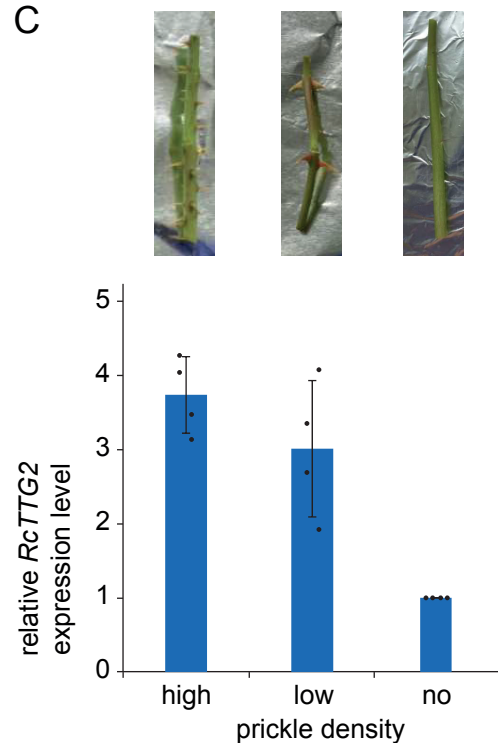 C
5
4
3
2
1
0
relative RcTTG2
expression level
high low no
prickle density